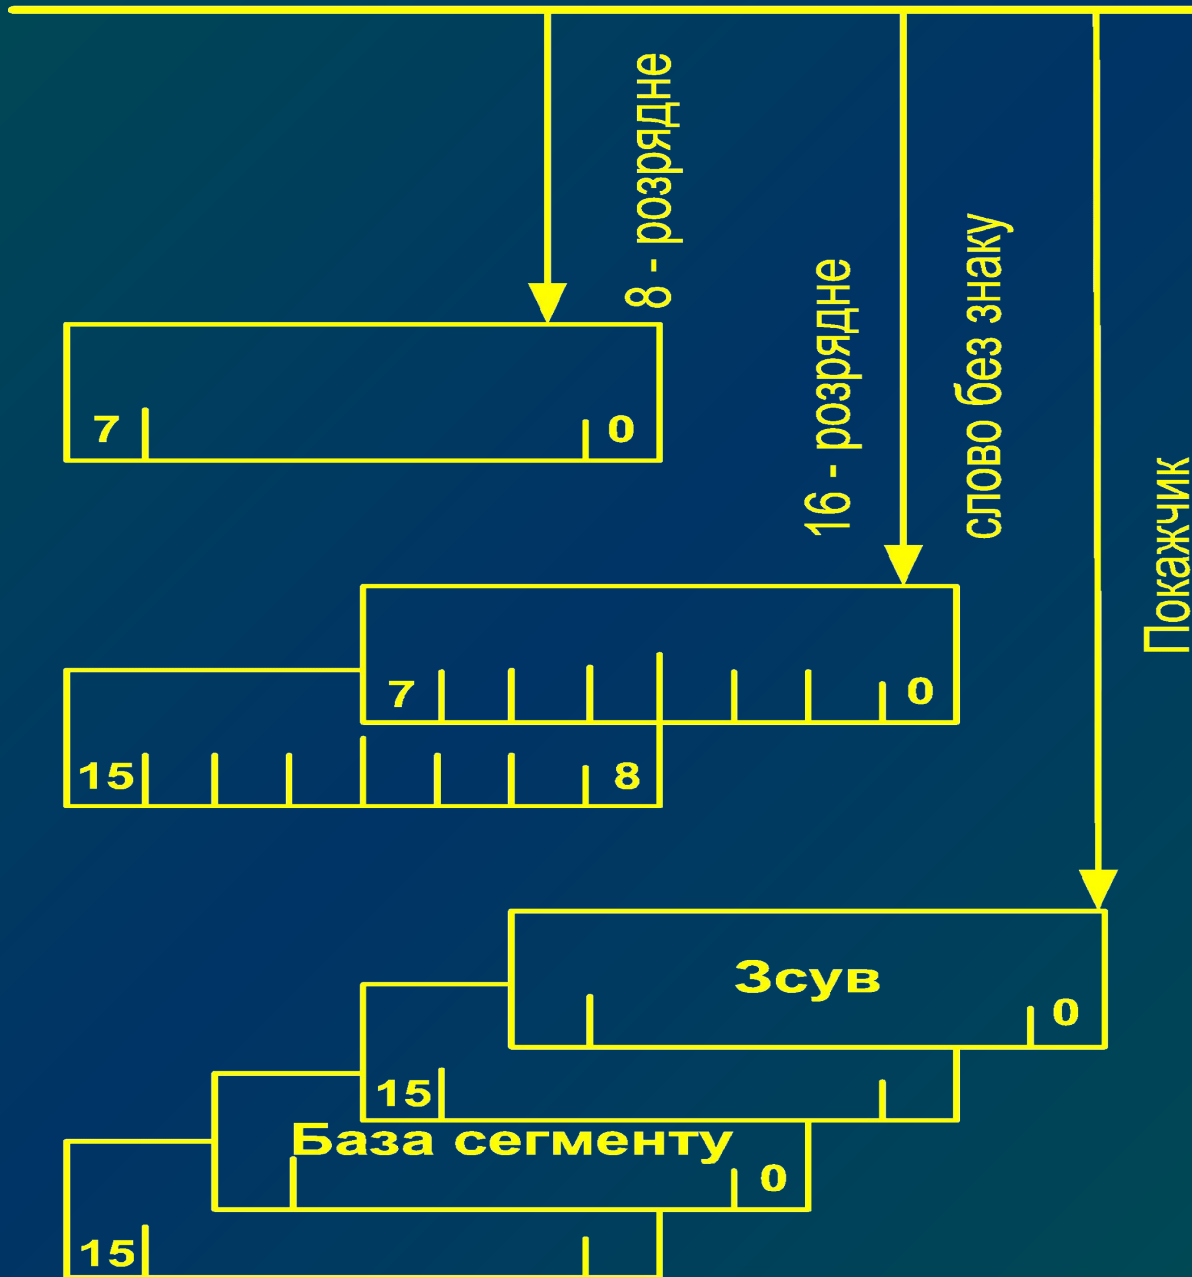 8 - розрядне
16 - розрядне
слово без знаку
Покажчик
7 0
7 0
15 8
Зсув
0
15
База сегменту
0
15